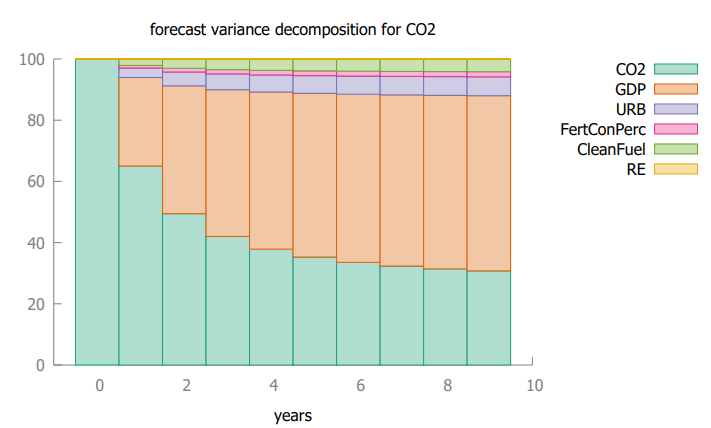 forecast variance decomposition for CO2
100
80
60
40
20
0
0 2 4 6 8 10
years
CO2
GDP
URB
FertConPerc
CleanFuel
RE